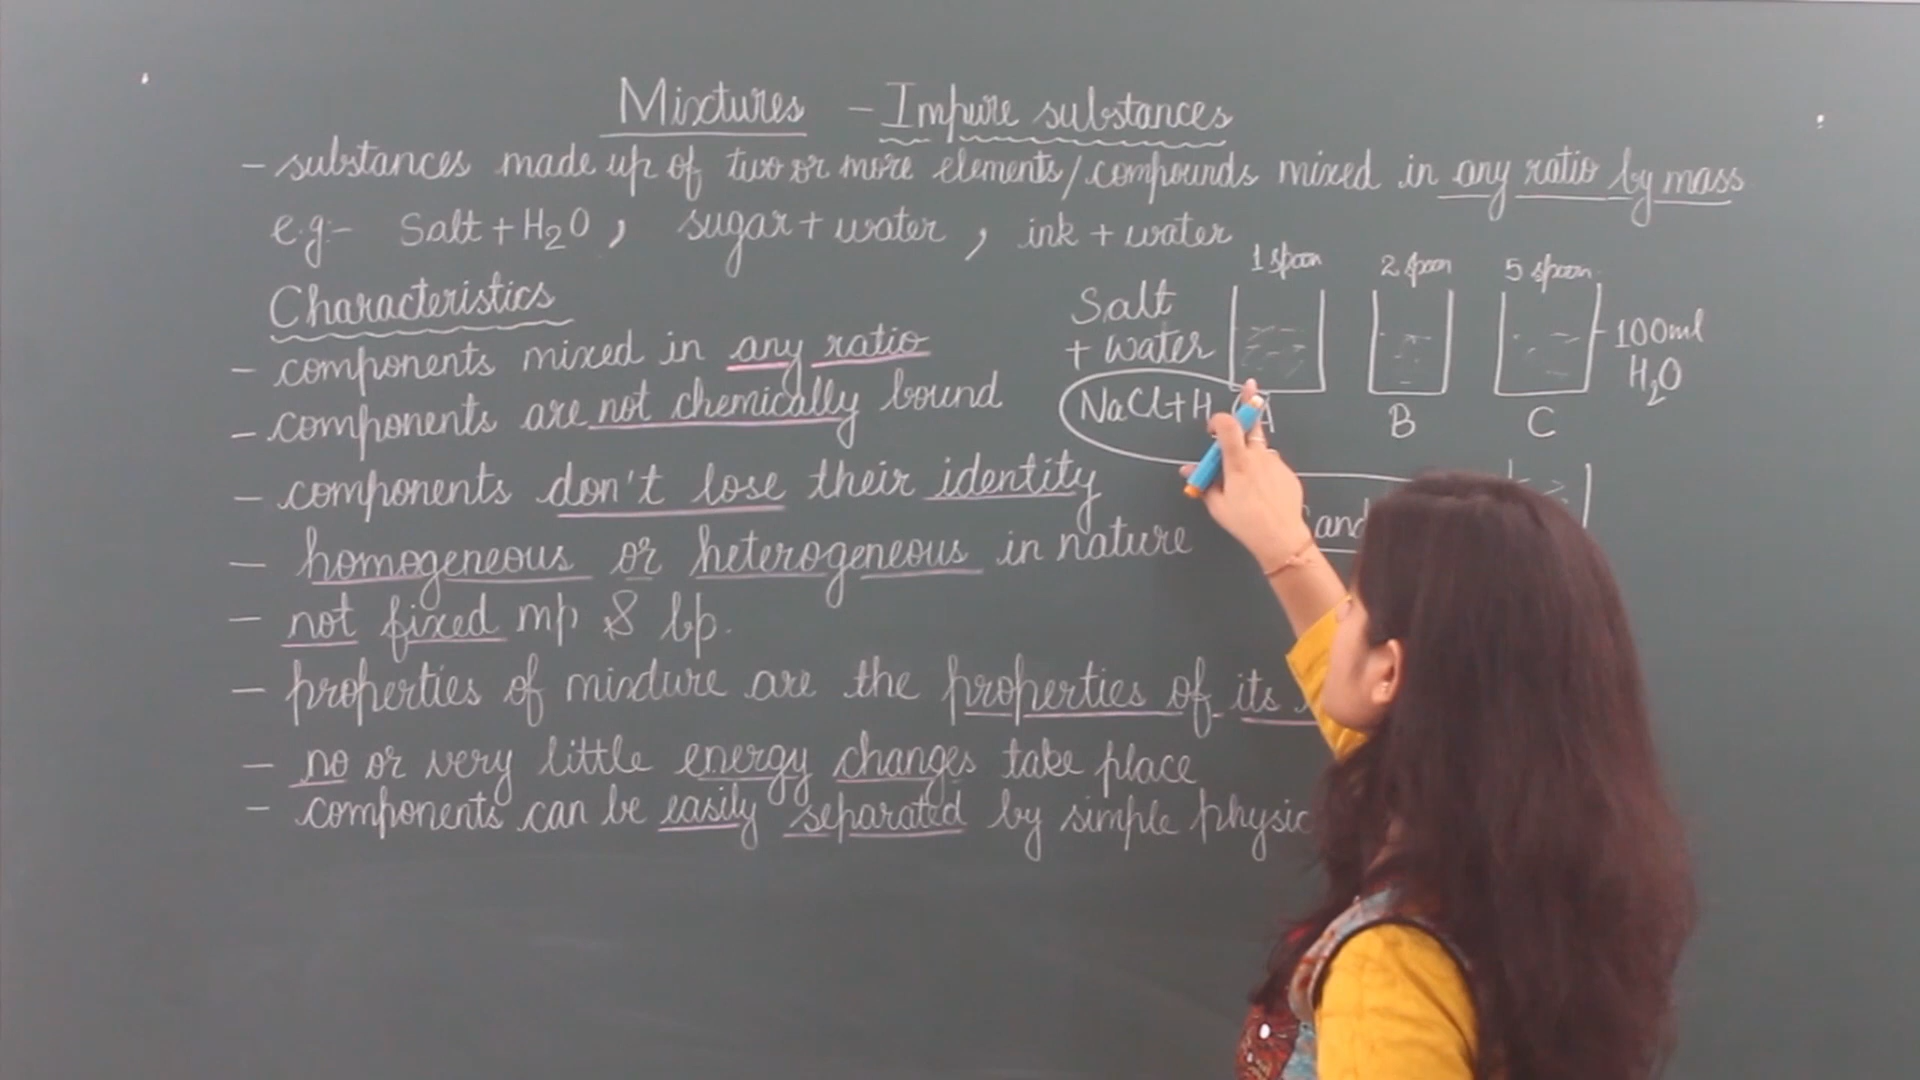 Mixtures - Impure substances
- substances made up of two or more elements/compounds mixed in any ratio by mass
e.g:- Salt + H2O, sugar + water, ink + water
Characteristics
- components mixed in any ratio
- components are not chemically bound
- components don't lose their identity
- homogeneous or heterogeneous in nature
- not fixed mp & bp.
- properties of mixture are the properties of its
- no or very little energy changes take place
- components can be easily separated by simple physic
1 spoon 2 spoon 5 spoon
Salt
+ water
100ml
H2O
NaCl+H
A B C
Sand